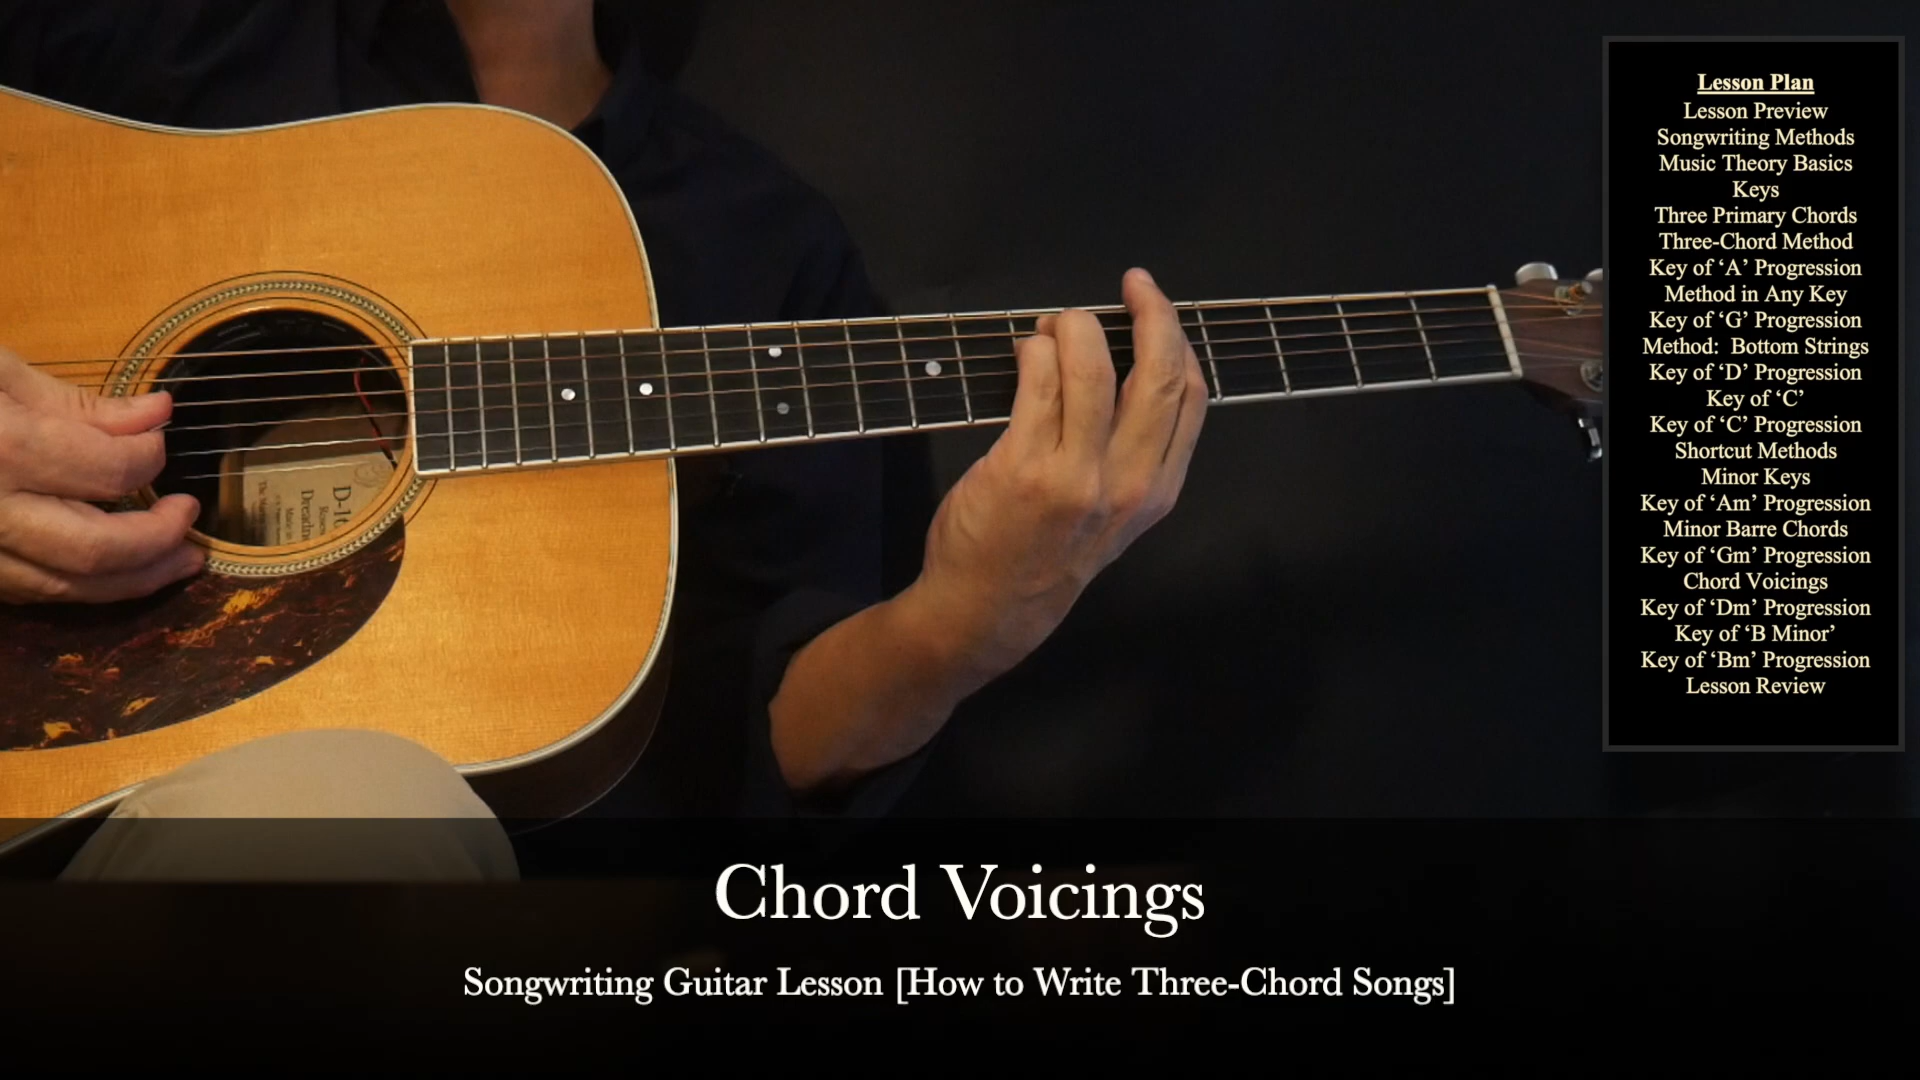 Lesson Plan
Lesson Preview
Songwriting Methods
Music Theory Basics
Keys
Three Primary Chords
Three-Chord Method
Key of ‘A’ Progression
Method in Any Key
Key of ‘G’ Progression
Method:  Bottom Strings
Key of ‘D’ Progression
Key of ‘C’
Key of ‘C’ Progression
Shortcut Methods
Minor Keys
Key of ‘Am’ Progression
Minor Barre Chords
Key of ‘Gm’ Progression
Chord Voicings
Key of ‘Dm’ Progression
Key of ‘B Minor’
Key of ‘Bm’ Progression
Lesson Review
Chord Voicings
Songwriting Guitar Lesson [How to Write Three-Chord Songs]